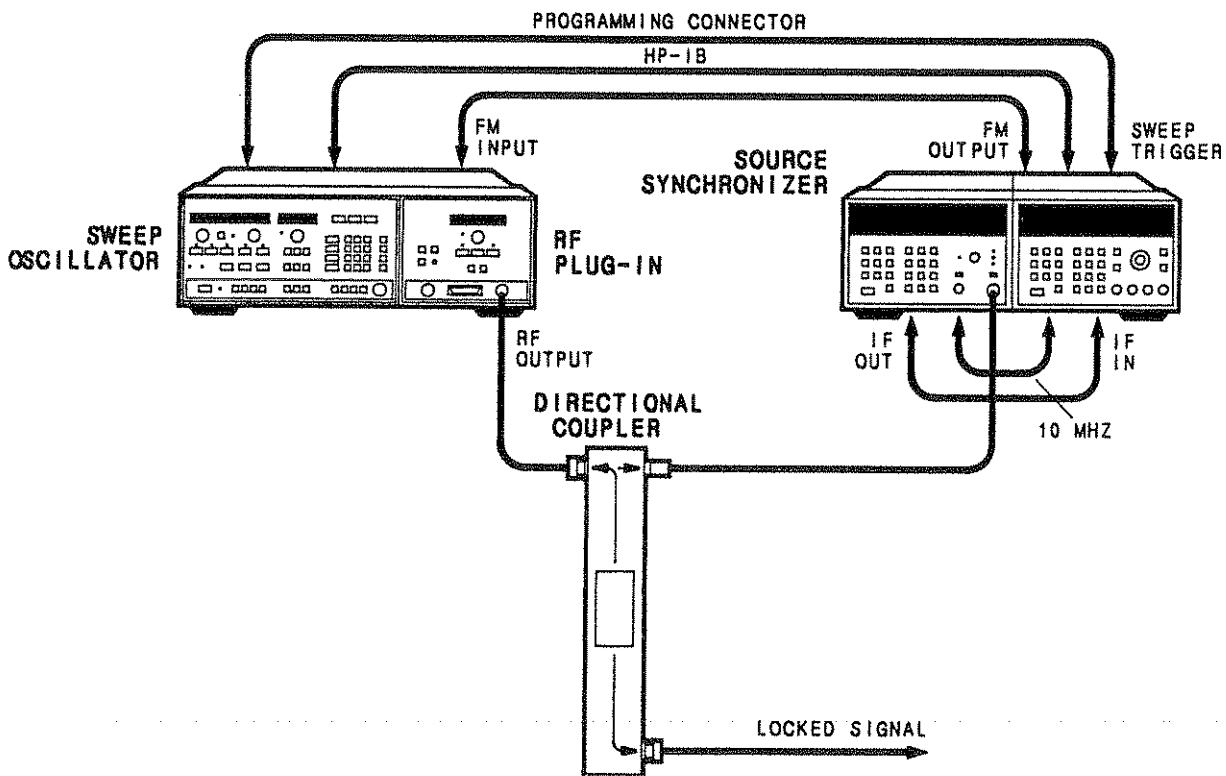 PROGRAMMING CONNECTOR
HP-IB
FM
INPUT
FM
OUTPUT
SWEEP
TRIGGER
SOURCE
SYNCHRONIZER
SWEEP
OSCILLATOR
RF
PLUG-IN
RF
OUTPUT
IF
OUT
IF
IN
10 MHZ
DIRECTIONAL
COUPLER
LOCKED SIGNAL